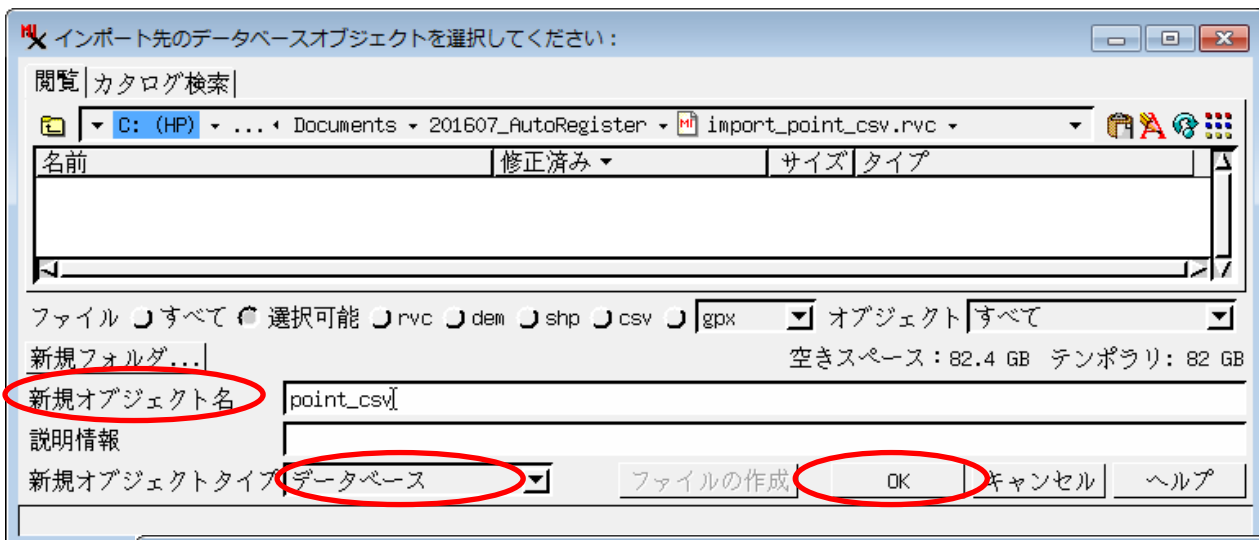 インポート先のデータベースオブジェクトを選択してください：
閲覧 カタログ検索
C: (HP) ... Documents 201607_AutoRegister import_point_csv.rvc
名前 修正済み サイズ タイプ
ファイル すべて 選択可能 rvc dem shp csv gpx オブジェクト すべて
新規フォルダ... 空きスペース：82.4 GB テンポラリ: 82 GB
新規オブジェクト名 point_csv
説明情報
新規オブジェクトタイプ データベース ファイルの作成 OK キャンセル ヘルプ